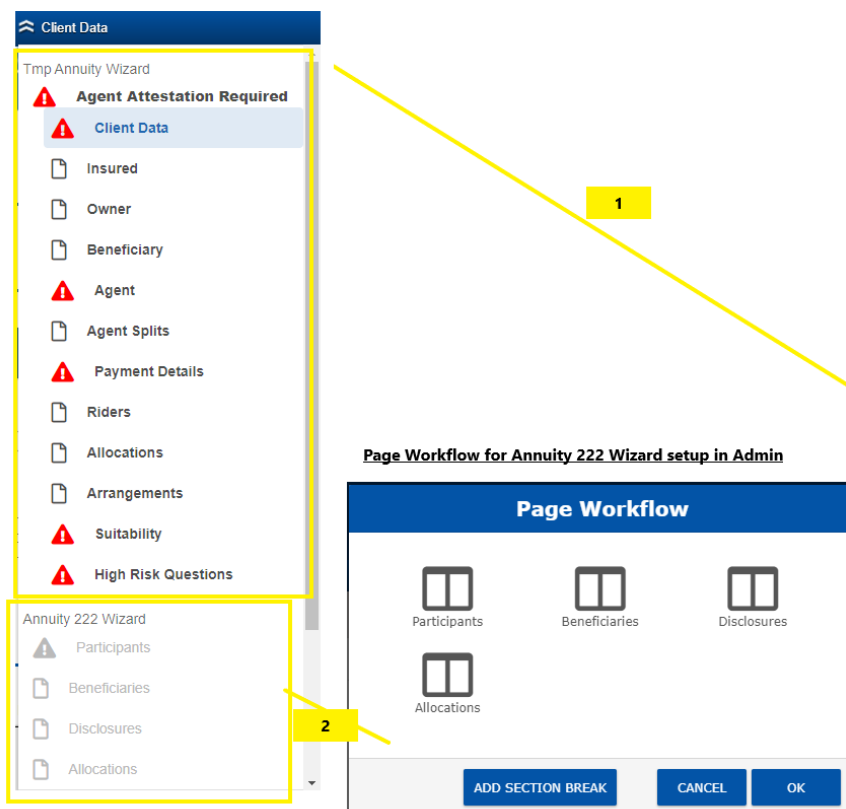 Client Data
Tmp Annuity Wizard
Agent Attestation Required
Client Data
Insured
Owner
Beneficiary
Agent
Agent Splits
Payment Details
Riders
Allocations
Arrangements
Suitability
High Risk Questions
Annuity 222 Wizard
Participants
Beneficiaries
Disclosures
Allocations
1
2
Page Workflow for Annuity 222 Wizard setup in Admin
Page Workflow
Participants Beneficiaries Disclosures
Allocations
ADD SECTION BREAK CANCEL OK